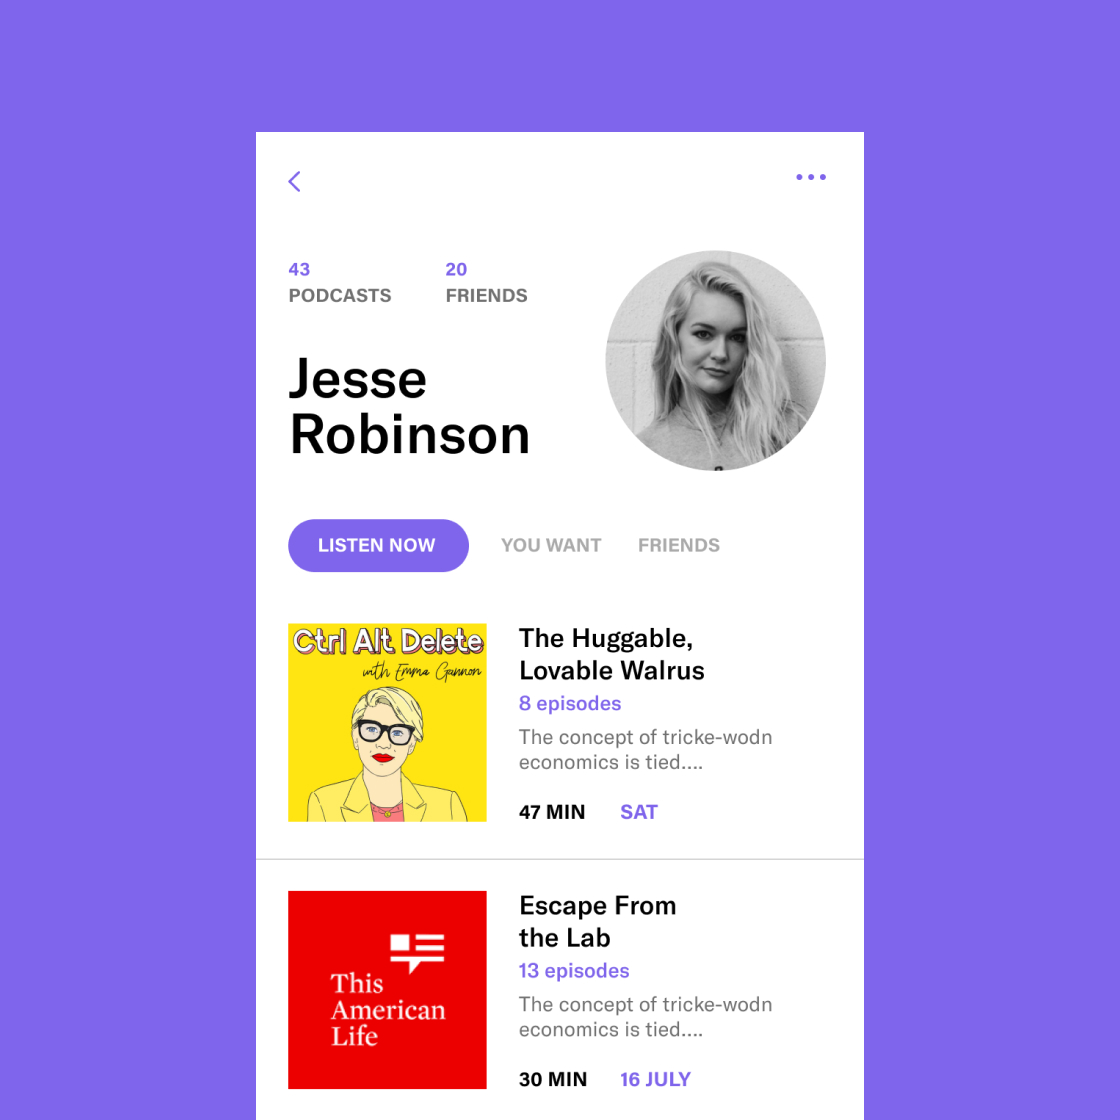 43
PODCASTS
20
FRIENDS
Jesse
Robinson
LISTEN NOW
YOU WANT
FRIENDS
Ctrl Alt Delete
with Emma Gannon
The Huggable,
Lovable Walrus
8 episodes
The concept of tricke-wodn
economics is tied....
47 MIN
SAT
This
American
Life
Escape From
the Lab
13 episodes
The concept of tricke-wodn
economics is tied....
30 MIN
16 JULY